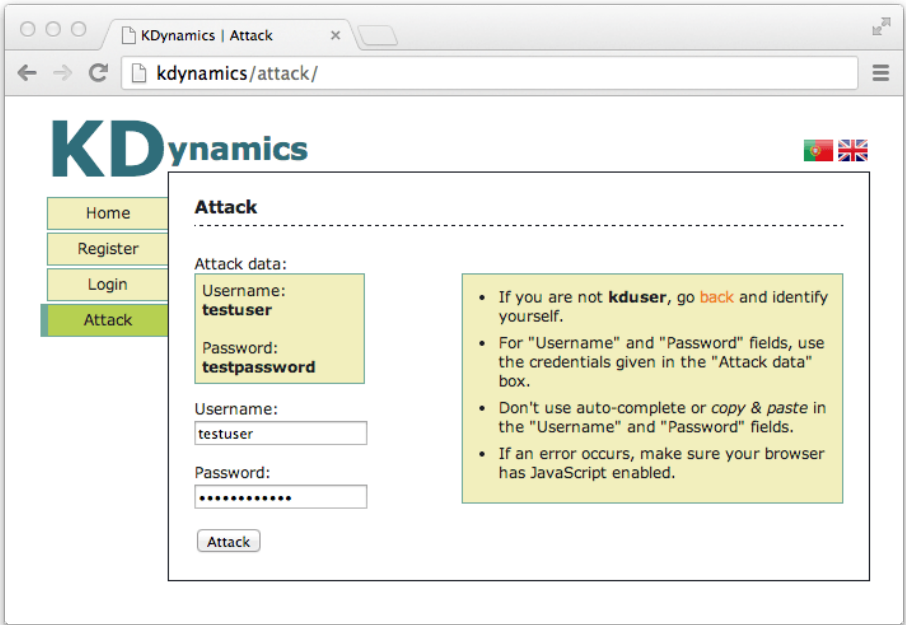 KDynamics | Attack
kdynamics/attack/
KDynamics
Home
Register
Login
Attack
Attack
Attack data:
Username:
testuser
Password:
testpassword
Username:
testuser
Password:
••••••••••••
Attack
• If you are not kduser, go back and identify
yourself.
• For "Username" and "Password" fields, use
the credentials given in the "Attack data"
box.
• Don't use auto-complete or copy & paste in
the "Username" and "Password" fields.
• If an error occurs, make sure your browser
has JavaScript enabled.